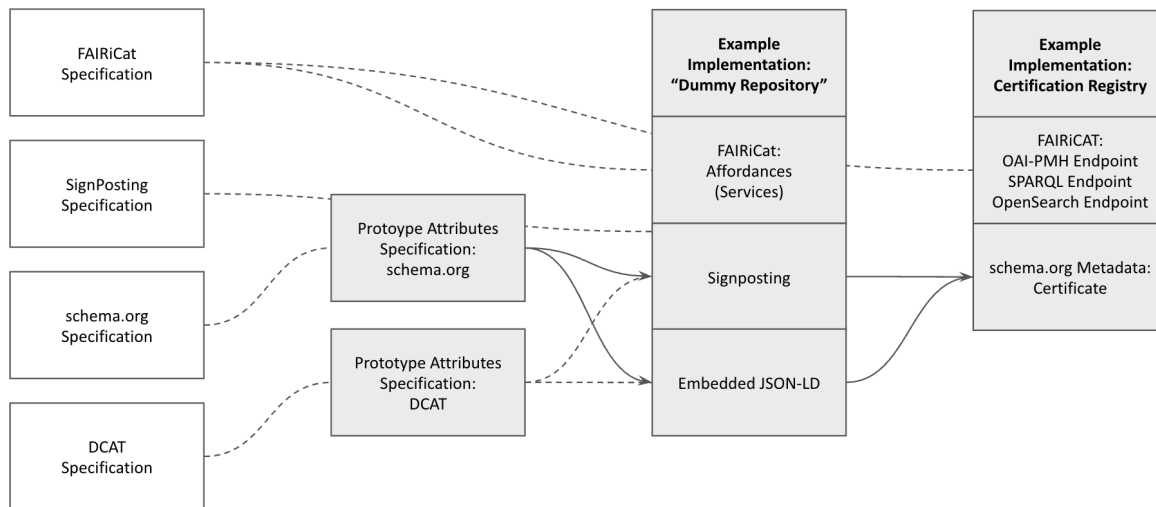 FAIRiCat
Specification
SignPosting
Specification
schema.org
Specification
DCAT
Specification
Protoype Attributes
Specification:
schema.org
Prototype Attributes
Specification:
DCAT
Example
Implementation:
“Dummy Repository”
FAIRiCat:
Affordances
(Services)
Signposting
Embedded JSON-LD
Example
Implementation:
Certification Registry
FAIRiCAT:
OAI-PMH Endpoint
SPARQL Endpoint
OpenSearch Endpoint
schema.org Metadata:
Certificate